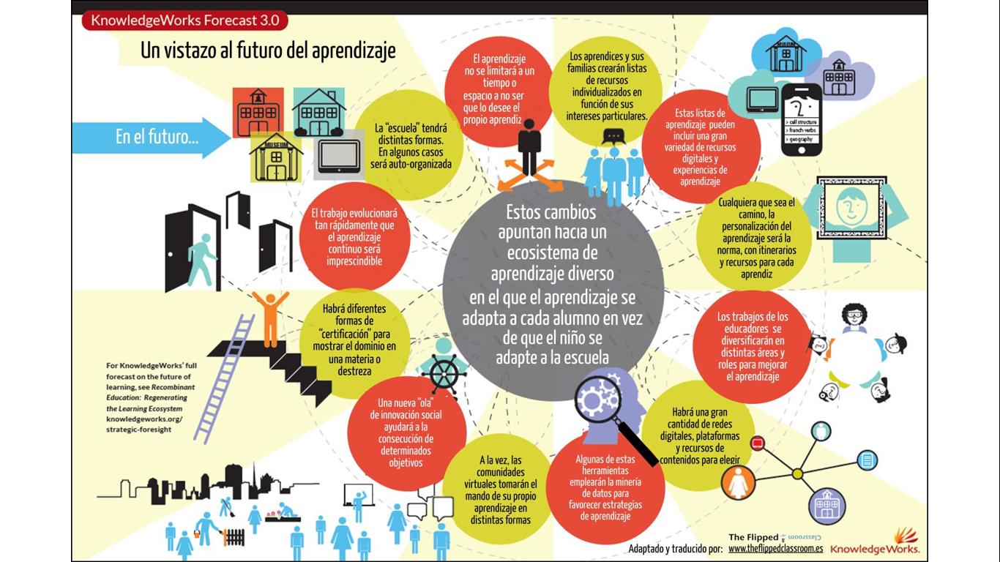 KnowledgeWorks Forecast 3.0
Un vistazo al futuro del aprendizaje
En el futuro...
MUSEUM
La “escuela” tendrá
distintas formas.
En algunos casos
será auto-organizada
El aprendizaje
no se limitará a un
tiempo o
espacio a no ser
que lo desee el
propio aprendiz
Los aprendices y sus
familias crearán listas
de recursos
individualizados en
función de sus
intereses particulares.
Estas listas de
aprendizaje pueden
incluir una gran
variedad de recursos
digitales y
experiencias de
aprendizaje
MUSEUM
> cell structure
> french verbs
> geography
Cualquiera que sea el
camino, la
personalización del
aprendizaje será la
norma, con itinerarios
y recursos para cada
aprendiz
Los trabajos de los
educadores se
diversificarán en
distintas áreas y
roles para mejorar
el aprendizaje
Habrá una gran
cantidad de redes
digitales, plataformas
y recursos de
contenidos para elegir
Algunas de estas
herramientas
emplearán la minería
de datos para
favorecer estrategias
de aprendizaje
A la vez, las
comunidades
virtuales tomarán el
mando de su propio
aprendizaje en
distintas formas
Una nueva “ola”
de innovación social
ayudará a la
consecución de
determinados
objetivos
Habrá diferentes
formas de
“certificación” para
mostrar el dominio en
una materia o
destreza
El trabajo evolucionará
tan rápidamente que
el aprendizaje
continuo será
imprescindible
Estos cambios
apuntan hacia un
ecosistema de
aprendizaje diverso
en el que el aprendizaje se
adapta a cada alumno en vez
de que el niño se
adapte a la escuela
For KnowledgeWorks’ full
forecast on the future of
learning, see Recombinant
Education: Regenerating
the Learning Ecosystem
knowledgeworks.org/
strategic-foresight
The Flipped Classroom
Adaptado y traducido por: www.theflippedclassroom.es
KnowledgeWorks.